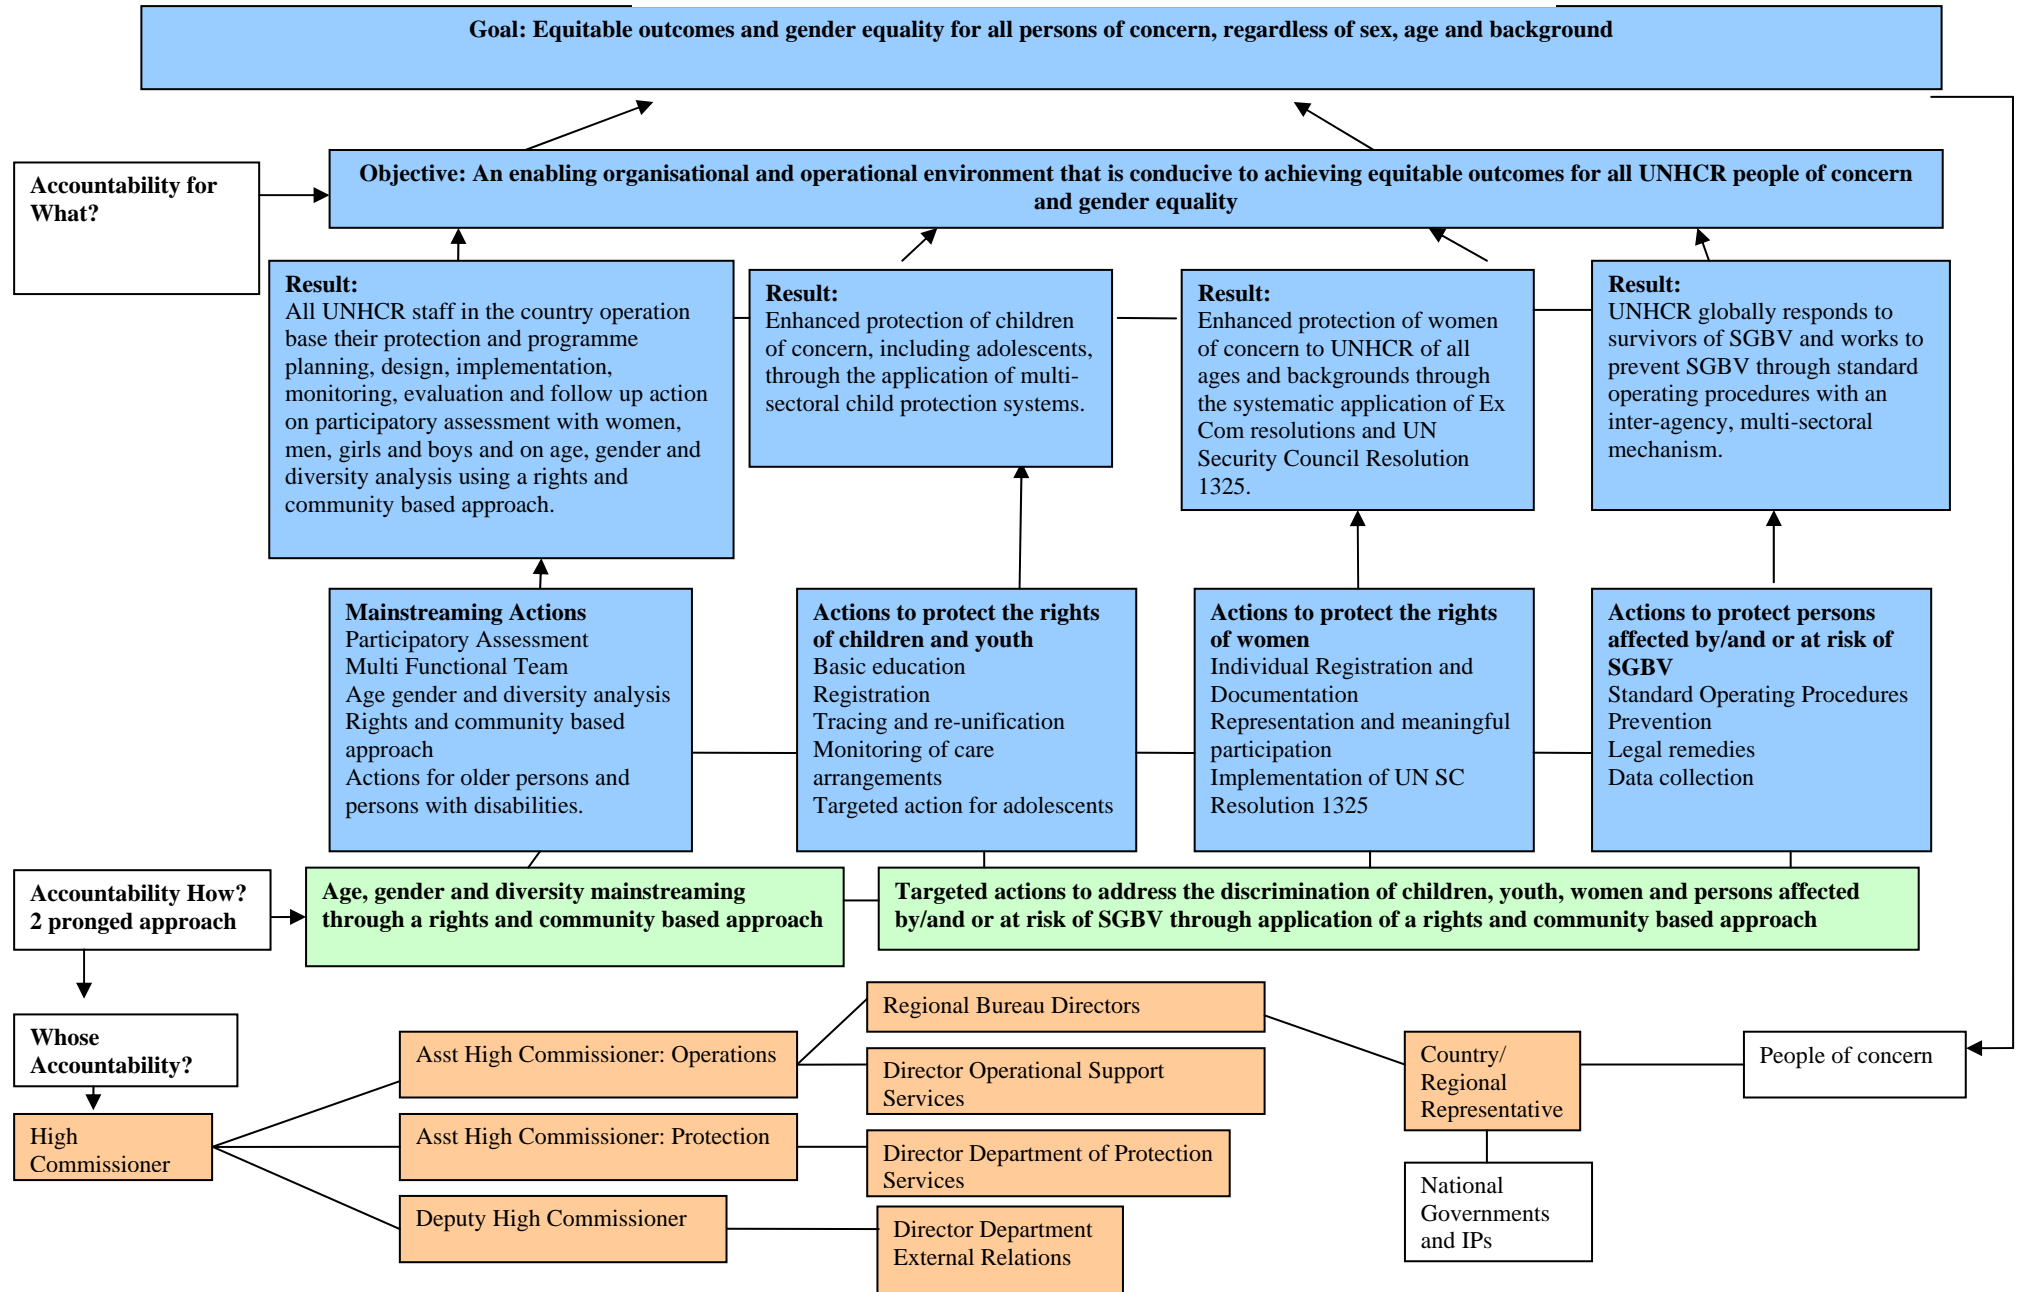 Goal: Equitable outcomes and gender equality for all persons of concern, regardless of sex, age and background
Accountability for
What?
Objective: An enabling organisational and operational environment that is conducive to achieving equitable outcomes for all UNHCR people of concern
and gender equality
Result:
All UNHCR staff in the country operation
base their protection and programme
planning, design, implementation,
monitoring, evaluation and follow up action
on participatory assessment with women,
men, girls and boys and on age, gender and
diversity analysis using a rights and
community based approach.
Result:
Enhanced protection of children
of concern, including adolescents,
through the application of multi-
sectoral child protection systems.
Result:
Enhanced protection of women
of concern to UNHCR of all
ages and backgrounds through
the systematic application of Ex
Com resolutions and UN
Security Council Resolution
1325.
Result:
UNHCR globally responds to
survivors of SGBV and works to
prevent SGBV through standard
operating procedures with an
inter-agency, multi-sectoral
mechanism.
Mainstreaming Actions
Participatory Assessment
Multi Functional Team
Age gender and diversity analysis
Rights and community based
approach
Actions for older persons and
persons with disabilities.
Actions to protect the rights
of children and youth
Basic education
Registration
Tracing and re-unification
Monitoring of care
arrangements
Targeted action for adolescents
Actions to protect the rights
of women
Individual Registration and
Documentation
Representation and meaningful
participation
Implementation of UN SC
Resolution 1325
Actions to protect persons
affected by/and or at risk of
SGBV
Standard Operating Procedures
Prevention
Legal remedies
Data collection
Accountability How?
2 pronged approach
Age, gender and diversity mainstreaming
through a rights and community based approach
Targeted actions to address the discrimination of children, youth, women and persons affected
by/and or at risk of SGBV through application of a rights and community based approach
Whose
Accountability?
High
Commissioner
Asst High Commissioner: Operations
Asst High Commissioner: Protection
Deputy High Commissioner
Regional Bureau Directors
Director Operational Support
Services
Director Department of Protection
Services
Director Department
External Relations
Country/
Regional
Representative
National
Governments
and IPs
People of concern